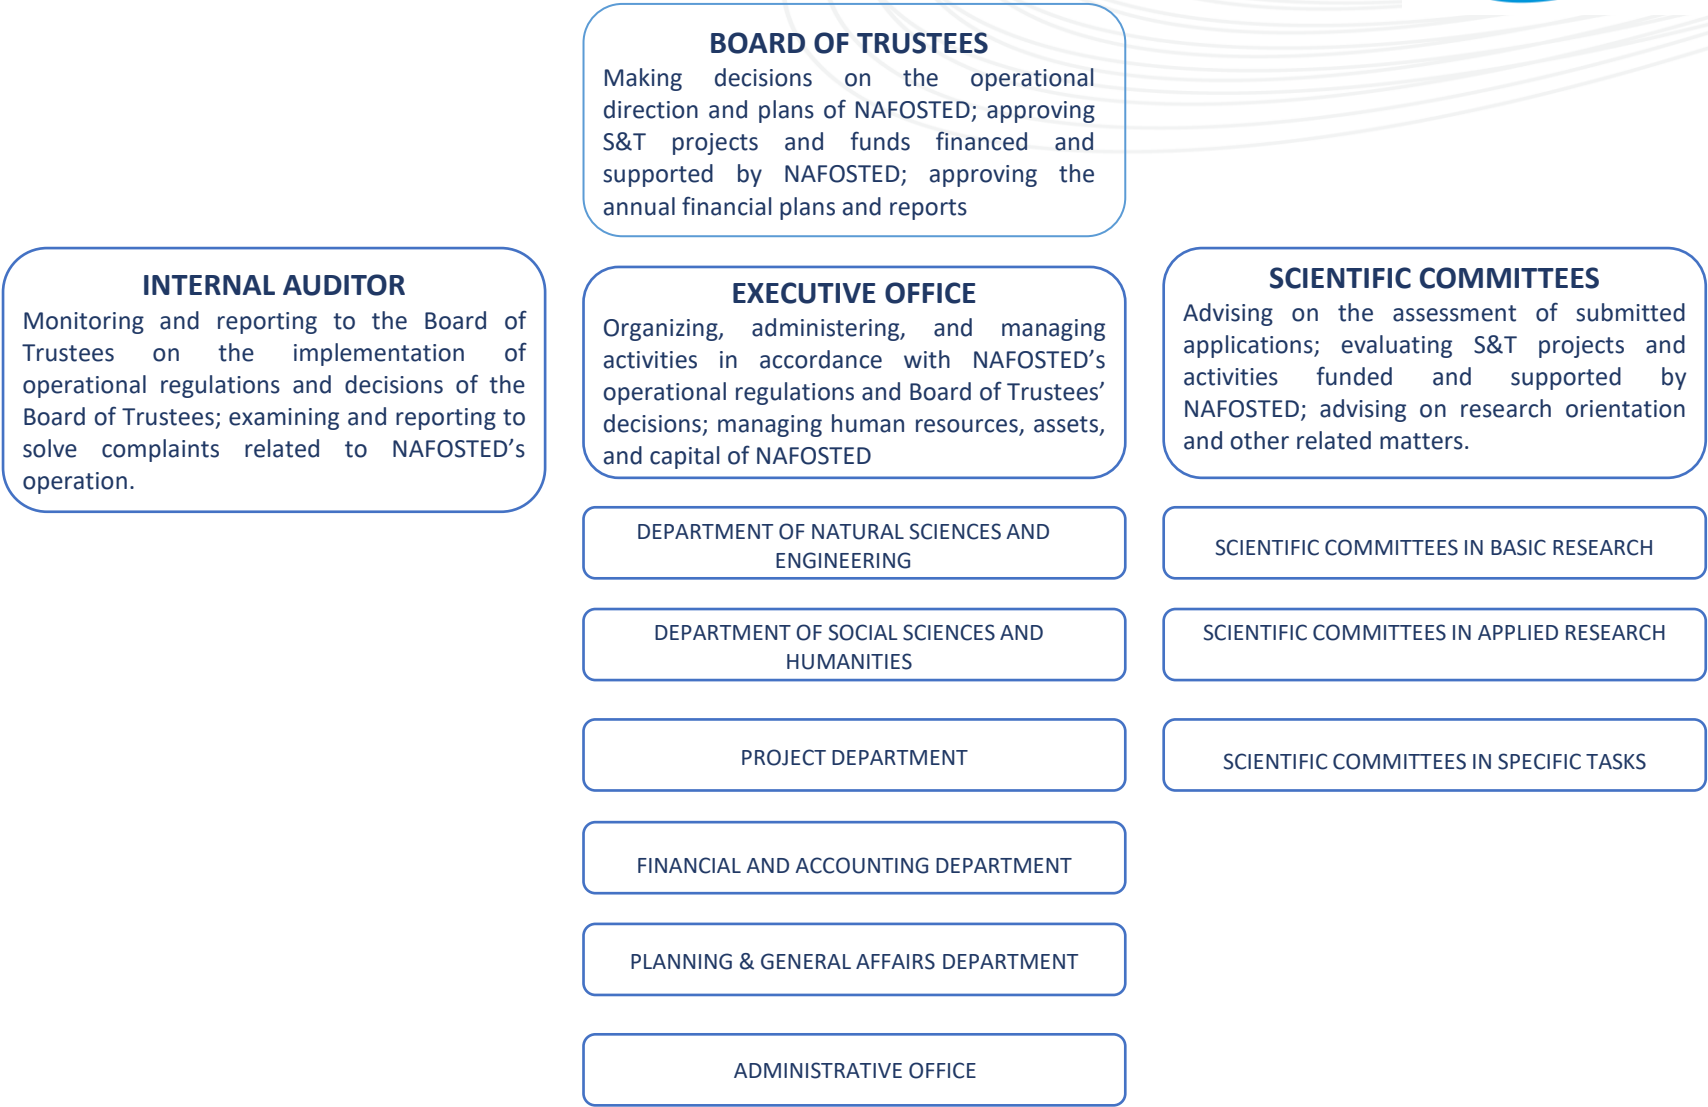 BOARD OF TRUSTEES
Making decisions on the operational
direction and plans of NAFOSTED; approving
S&T projects and funds financed and
supported by NAFOSTED; approving the
annual financial plans and reports
INTERNAL AUDITOR
Monitoring and reporting to the Board of
Trustees on the implementation of
operational regulations and decisions of the
Board of Trustees; examining and reporting to
solve complaints related to NAFOSTED's
operation.
EXECUTIVE OFFICE
Organizing, administering, and managing
activities in accordance with NAFOSTED's
operational regulations and Board of Trustees'
decisions; managing human resources, assets,
and capital of NAFOSTED
SCIENTIFIC COMMITTEES
Advising on the assessment of submitted
applications; evaluating S&T projects and
activities funded and supported by
NAFOSTED; advising on research orientation
and other related matters.
DEPARTMENT OF NATURAL SCIENCES AND
ENGINEERING
DEPARTMENT OF SOCIAL SCIENCES AND
HUMANITIES
PROJECT DEPARTMENT
FINANCIAL AND ACCOUNTING DEPARTMENT
PLANNING & GENERAL AFFAIRS DEPARTMENT
ADMINISTRATIVE OFFICE
SCIENTIFIC COMMITTEES IN BASIC RESEARCH
SCIENTIFIC COMMITTEES IN APPLIED RESEARCH
SCIENTIFIC COMMITTEES IN SPECIFIC TASKS